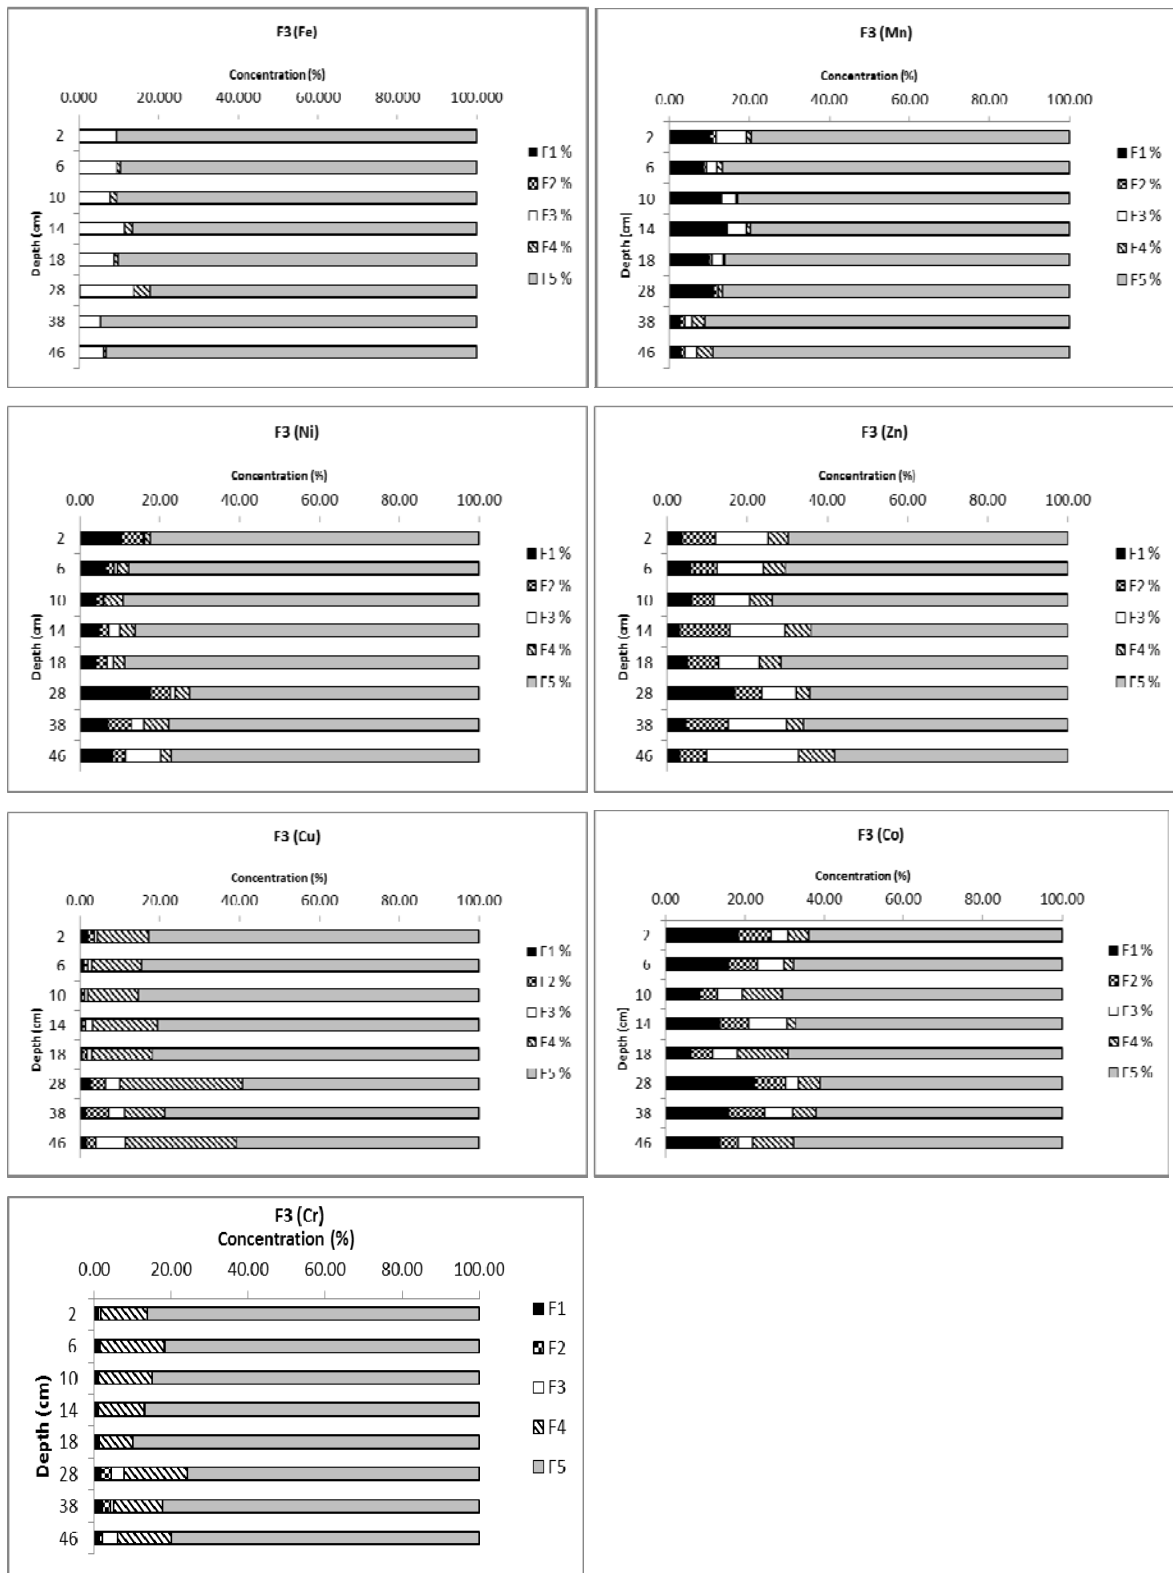 F3 (Fe)
Concentration (%)
0.000 20.000 40.000 60.000 80.000 100.000
Depth (cm)
2
6
10
14
18
28
38
46
F1 %
F2 %
F3 %
F4 %
F5 %
F3 (Mn)
Concentration (%)
0.00 20.00 40.00 60.00 80.00 100.00
Depth (cm)
2
6
10
14
18
28
38
46
F1 %
F2 %
F3 %
F4 %
F5 %
F3 (Ni)
Concentration (%)
0.00 20.00 40.00 60.00 80.00 100.00
Depth (cm)
2
6
10
14
18
28
38
46
F1 %
F2 %
F3 %
F4 %
F5 %
F3 (Zn)
Concentration (%)
0.00 20.00 40.00 60.00 80.00 100.00
Depth (cm)
2
6
10
14
18
28
38
46
F1 %
F2 %
F3 %
F4 %
F5 %
F3 (Cu)
Concentration (%)
0.00 20.00 40.00 60.00 80.00 100.00
Depth (cm)
2
6
10
14
18
28
38
46
F1 %
F2 %
F3 %
F4 %
F5 %
F3 (Co)
Concentration (%)
0.00 20.00 40.00 60.00 80.00 100.00
Depth (cm)
2
6
10
14
18
28
38
46
F1 %
F2 %
F3 %
F4 %
F5 %
F3 (Cr)
Concentration (%)
0.00 20.00 40.00 60.00 80.00 100.00
Depth (cm)
2
6
10
14
18
28
38
46
F1
F2
F3
F4
F5